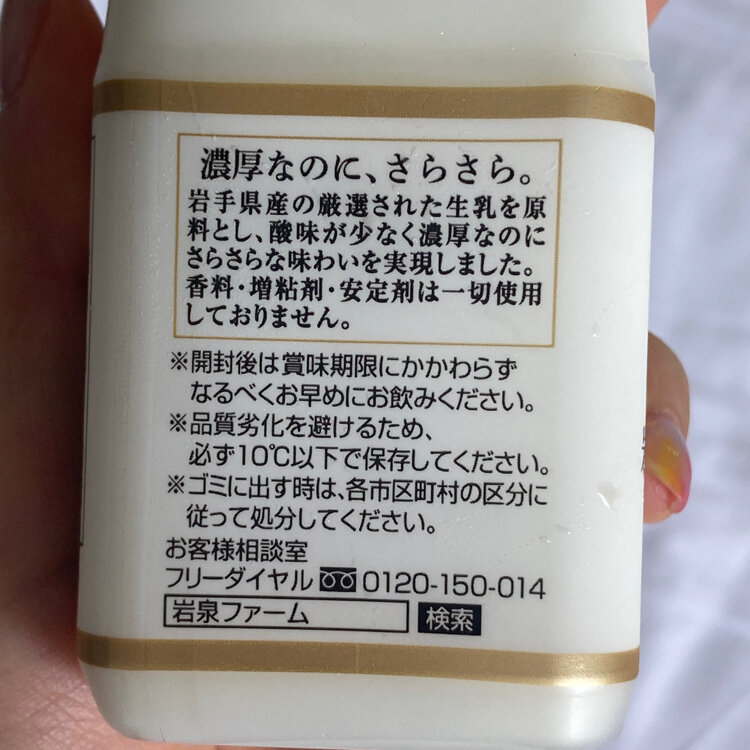 濃厚なのに、さらさら。
岩手県産の厳選された生乳を原
料とし、酸味が少なく濃厚なのに
さらさらな味わいを実現しました。
香料・増粘剤・安定剤は一切使用
しておりません。
※開封後は賞味期限にかかわらず
なるべくお早めにお飲みください。
※品質劣化を避けるため、
必ず10℃以下で保存してください。
※ゴミに出す時は、各市区町村の区分に
従って処分してください。
お客様相談室
フリーダイヤル 0120-150-014
岩泉ファーム 検索